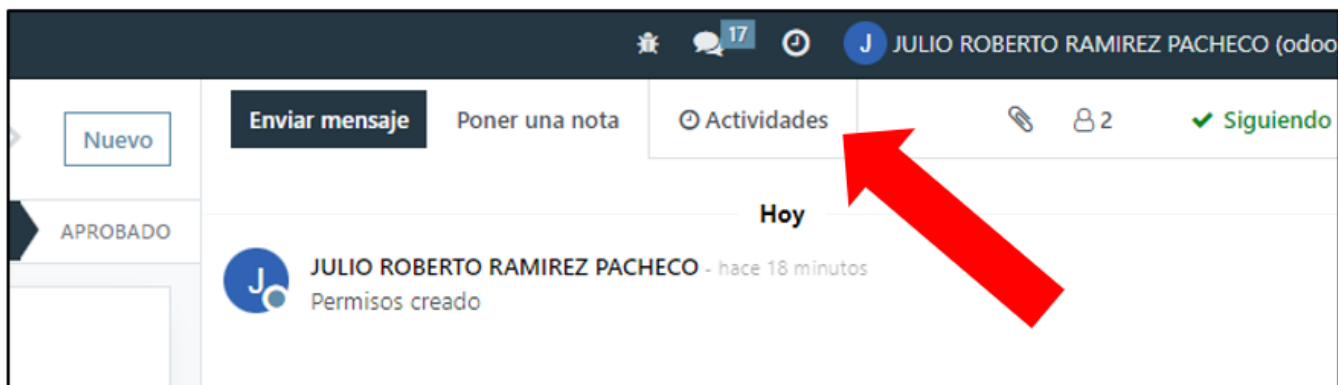 17 J JULIO ROBERTO RAMIREZ PACHECO (odoo
Nuevo Enviar mensaje Poner una nota Actividades 2 Siguiendo
APROBADO Hoy
J JULIO ROBERTO RAMIREZ PACHECO - hace 18 minutos
Permisos creado